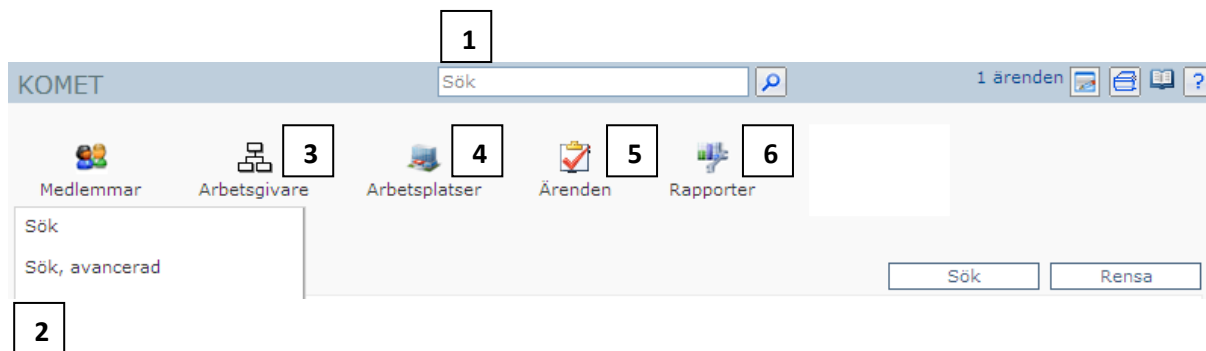 1
KOMET Sök 1 ärenden ?
3 4 5 6
Medlemmar Arbetsgivare Arbetsplatser Ärenden Rapporter
Sök
Sök, avancerad
Sök Rensa
2